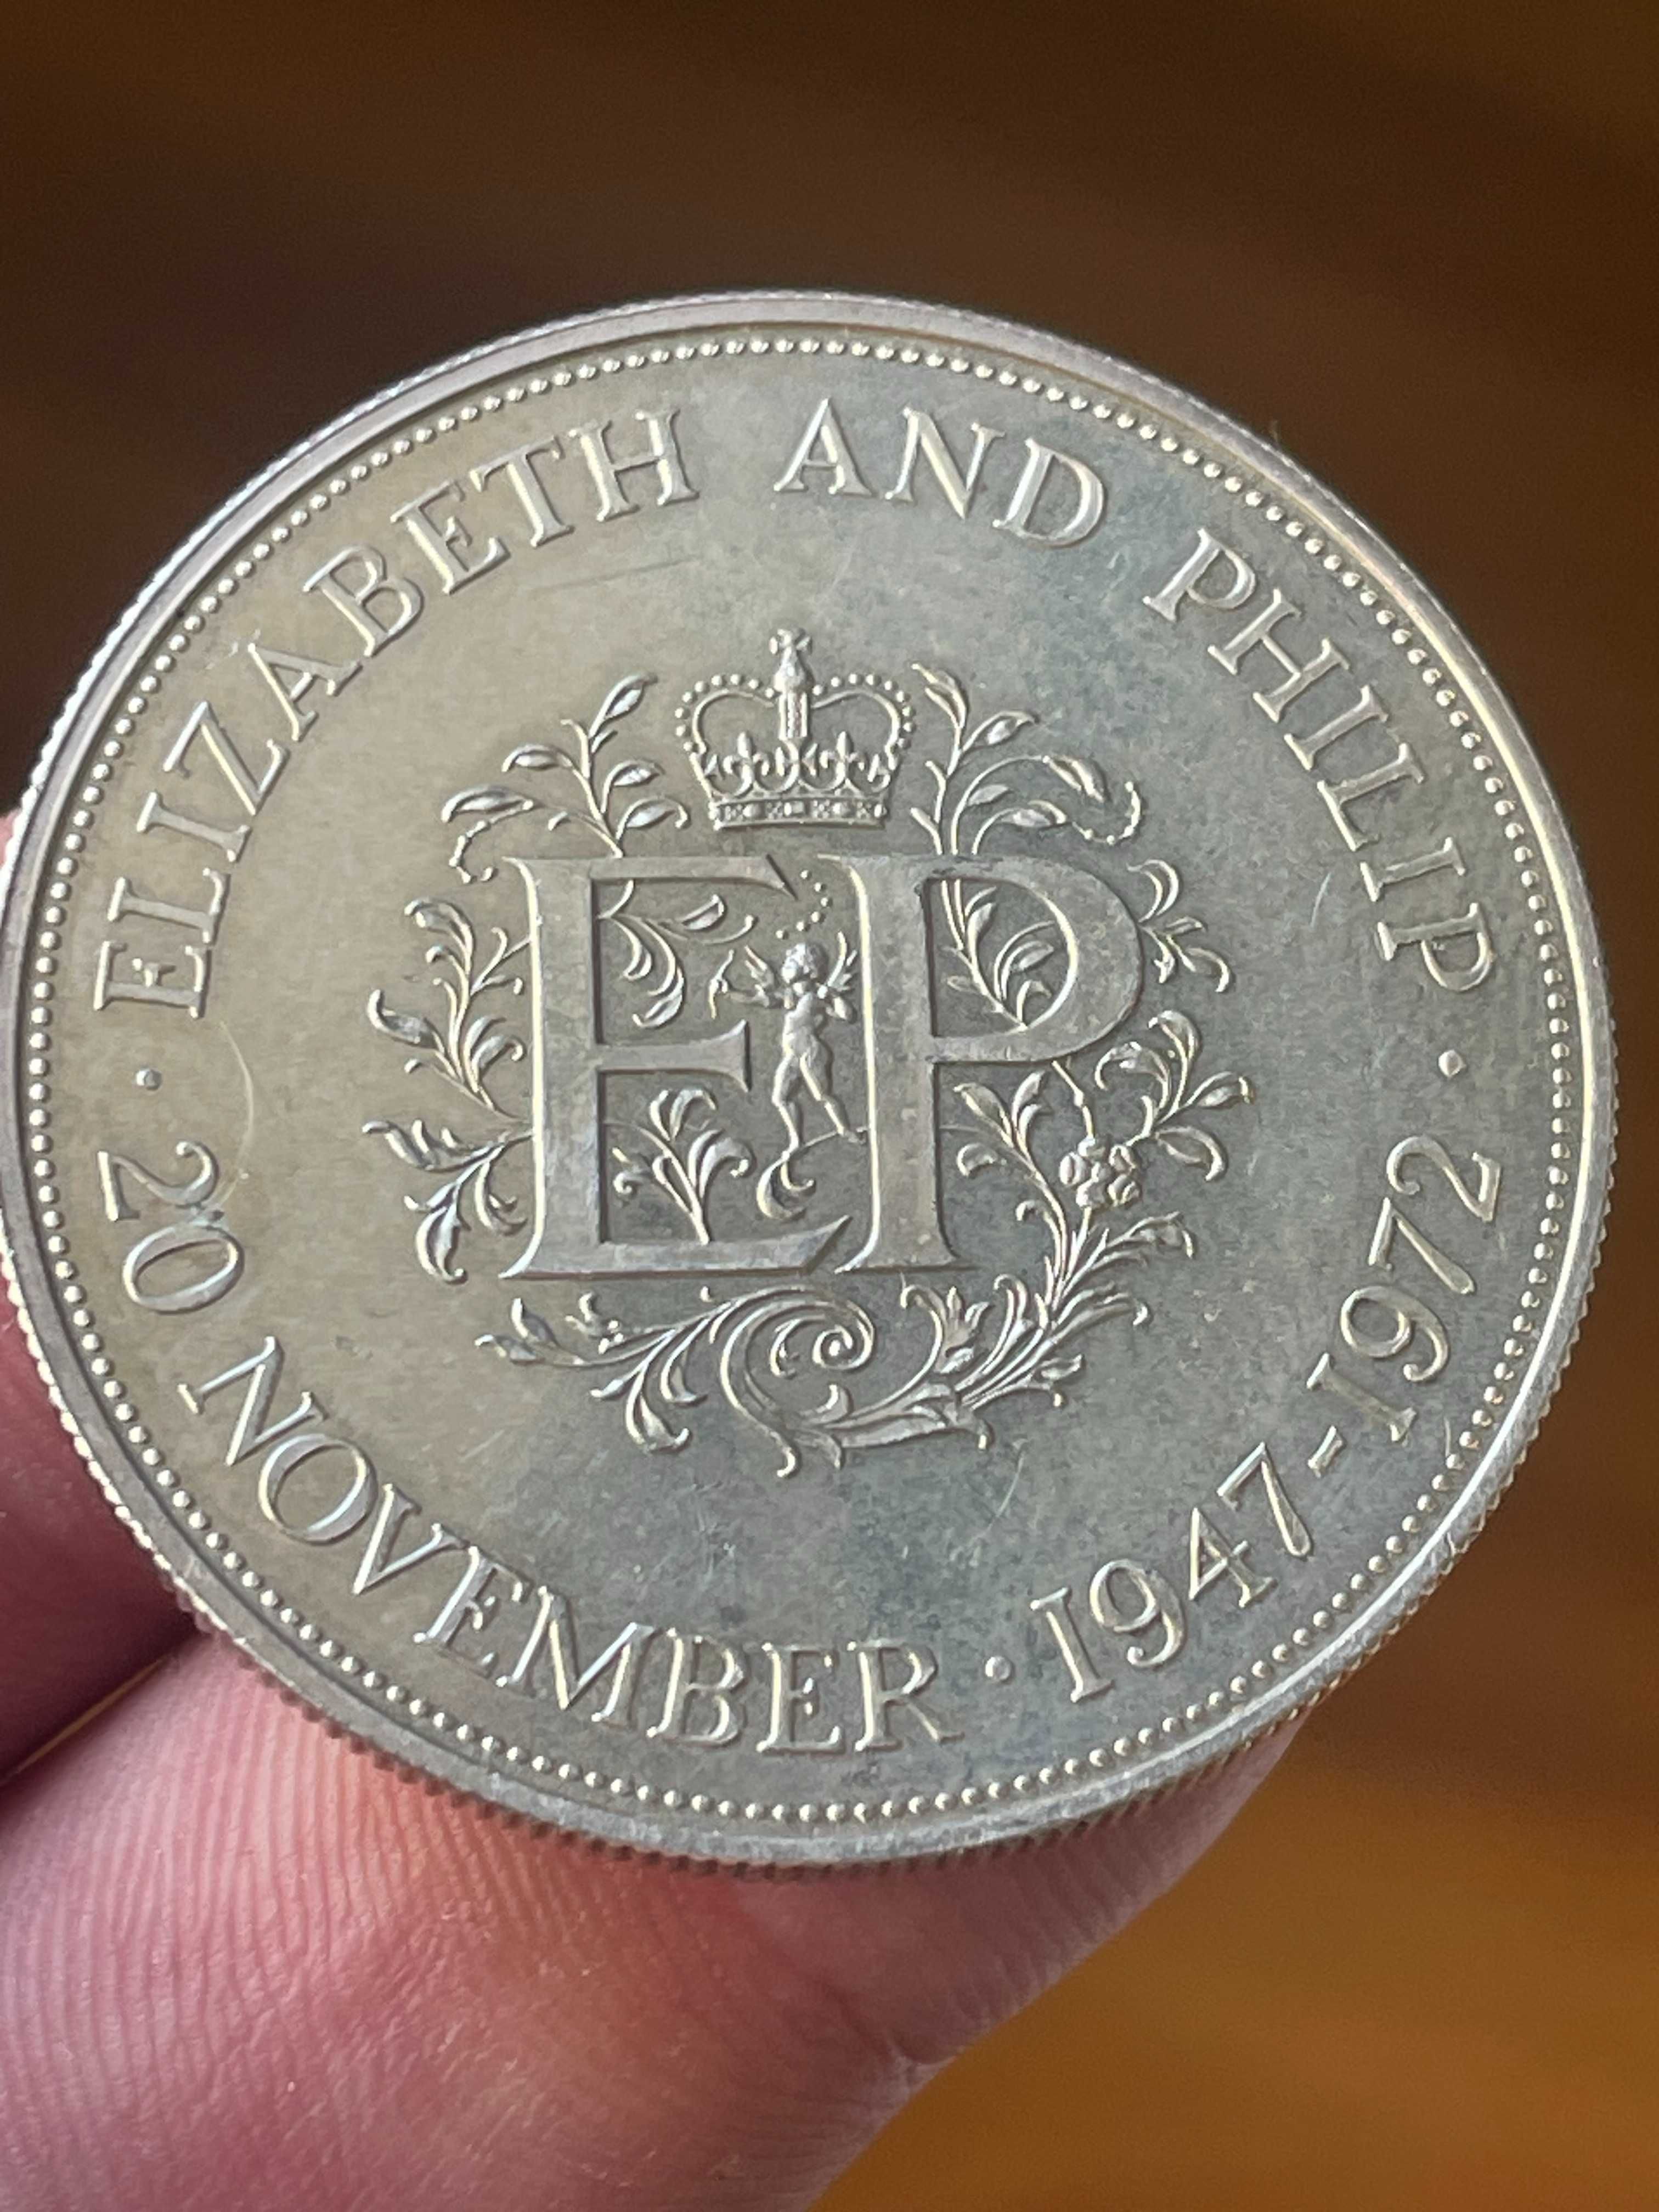 ELIZABETH AND PHILIP
20 NOVEMBER · 1947-1972
EP